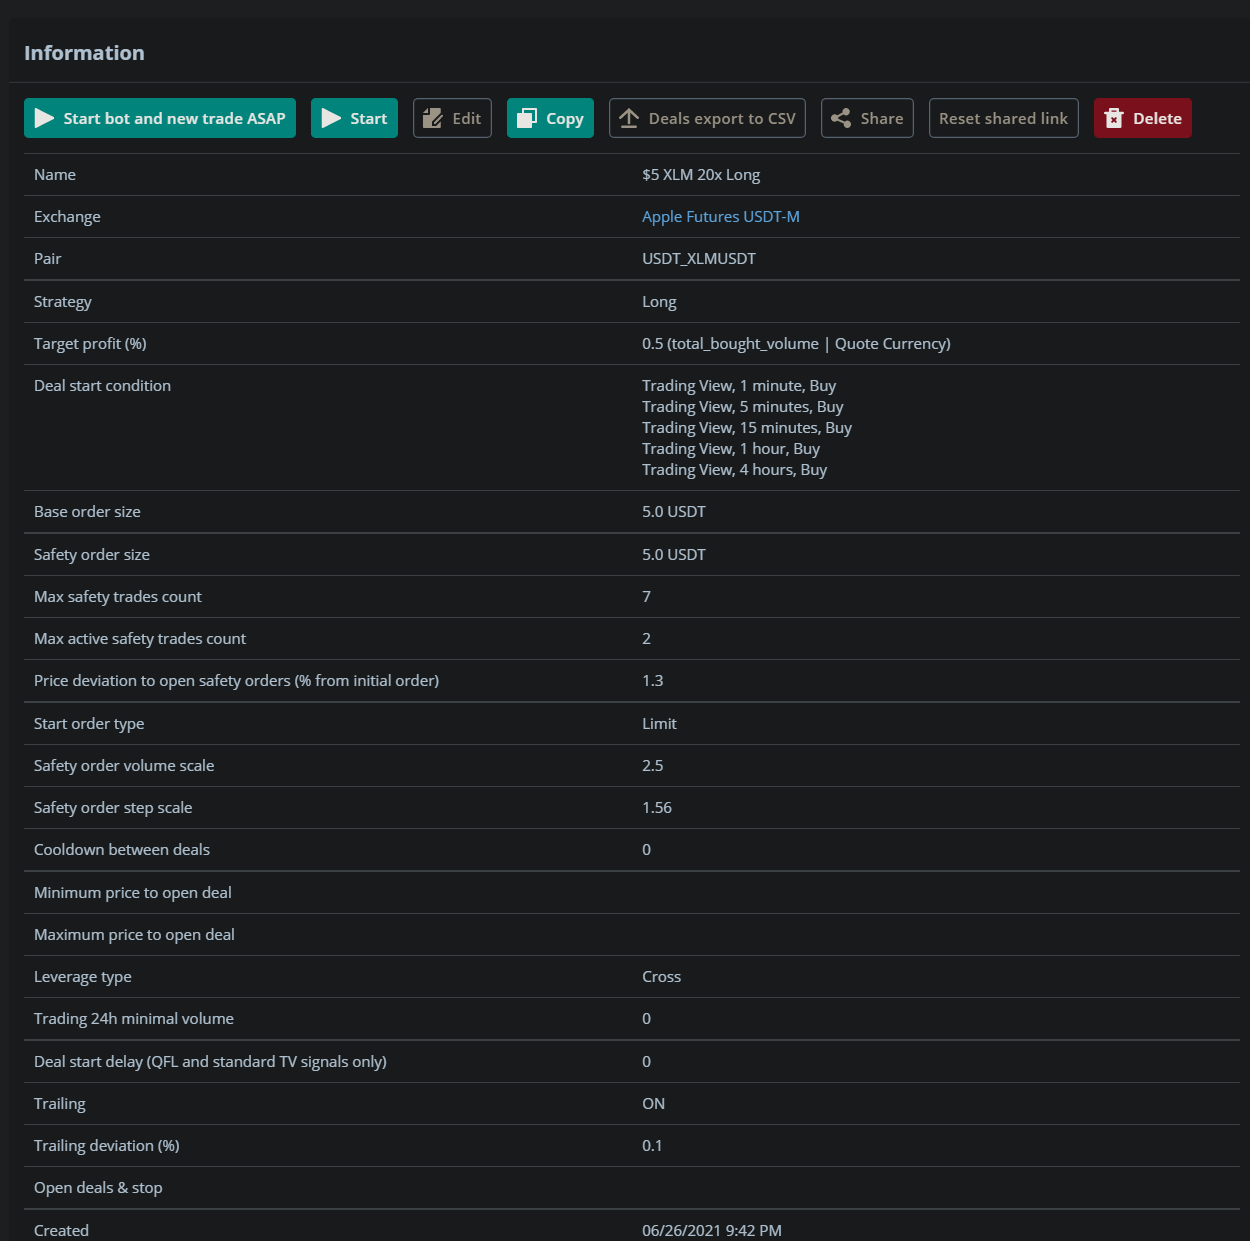 Information
Start bot and new trade ASAP Start Edit Copy Deals export to CSV Share Reset shared link Delete
Name $5 XLM 20x Long
Exchange Apple Futures USDT-M
Pair USDT_XLMUSDT
Strategy Long
Target profit (%) 0.5 (total_bought_volume | Quote Currency)
Deal start condition Trading View, 1 minute, Buy
Trading View, 5 minutes, Buy
Trading View, 15 minutes, Buy
Trading View, 1 hour, Buy
Trading View, 4 hours, Buy
Base order size 5.0 USDT
Safety order size 5.0 USDT
Max safety trades count 7
Max active safety trades count 2
Price deviation to open safety orders (% from initial order) 1.3
Start order type Limit
Safety order volume scale 2.5
Safety order step scale 1.56
Cooldown between deals 0
Minimum price to open deal
Maximum price to open deal
Leverage type Cross
Trading 24h minimal volume 0
Deal start delay (QFL and standard TV signals only) 0
Trailing ON
Trailing deviation (%) 0.1
Open deals & stop
Created 06/26/2021 9:42 PM